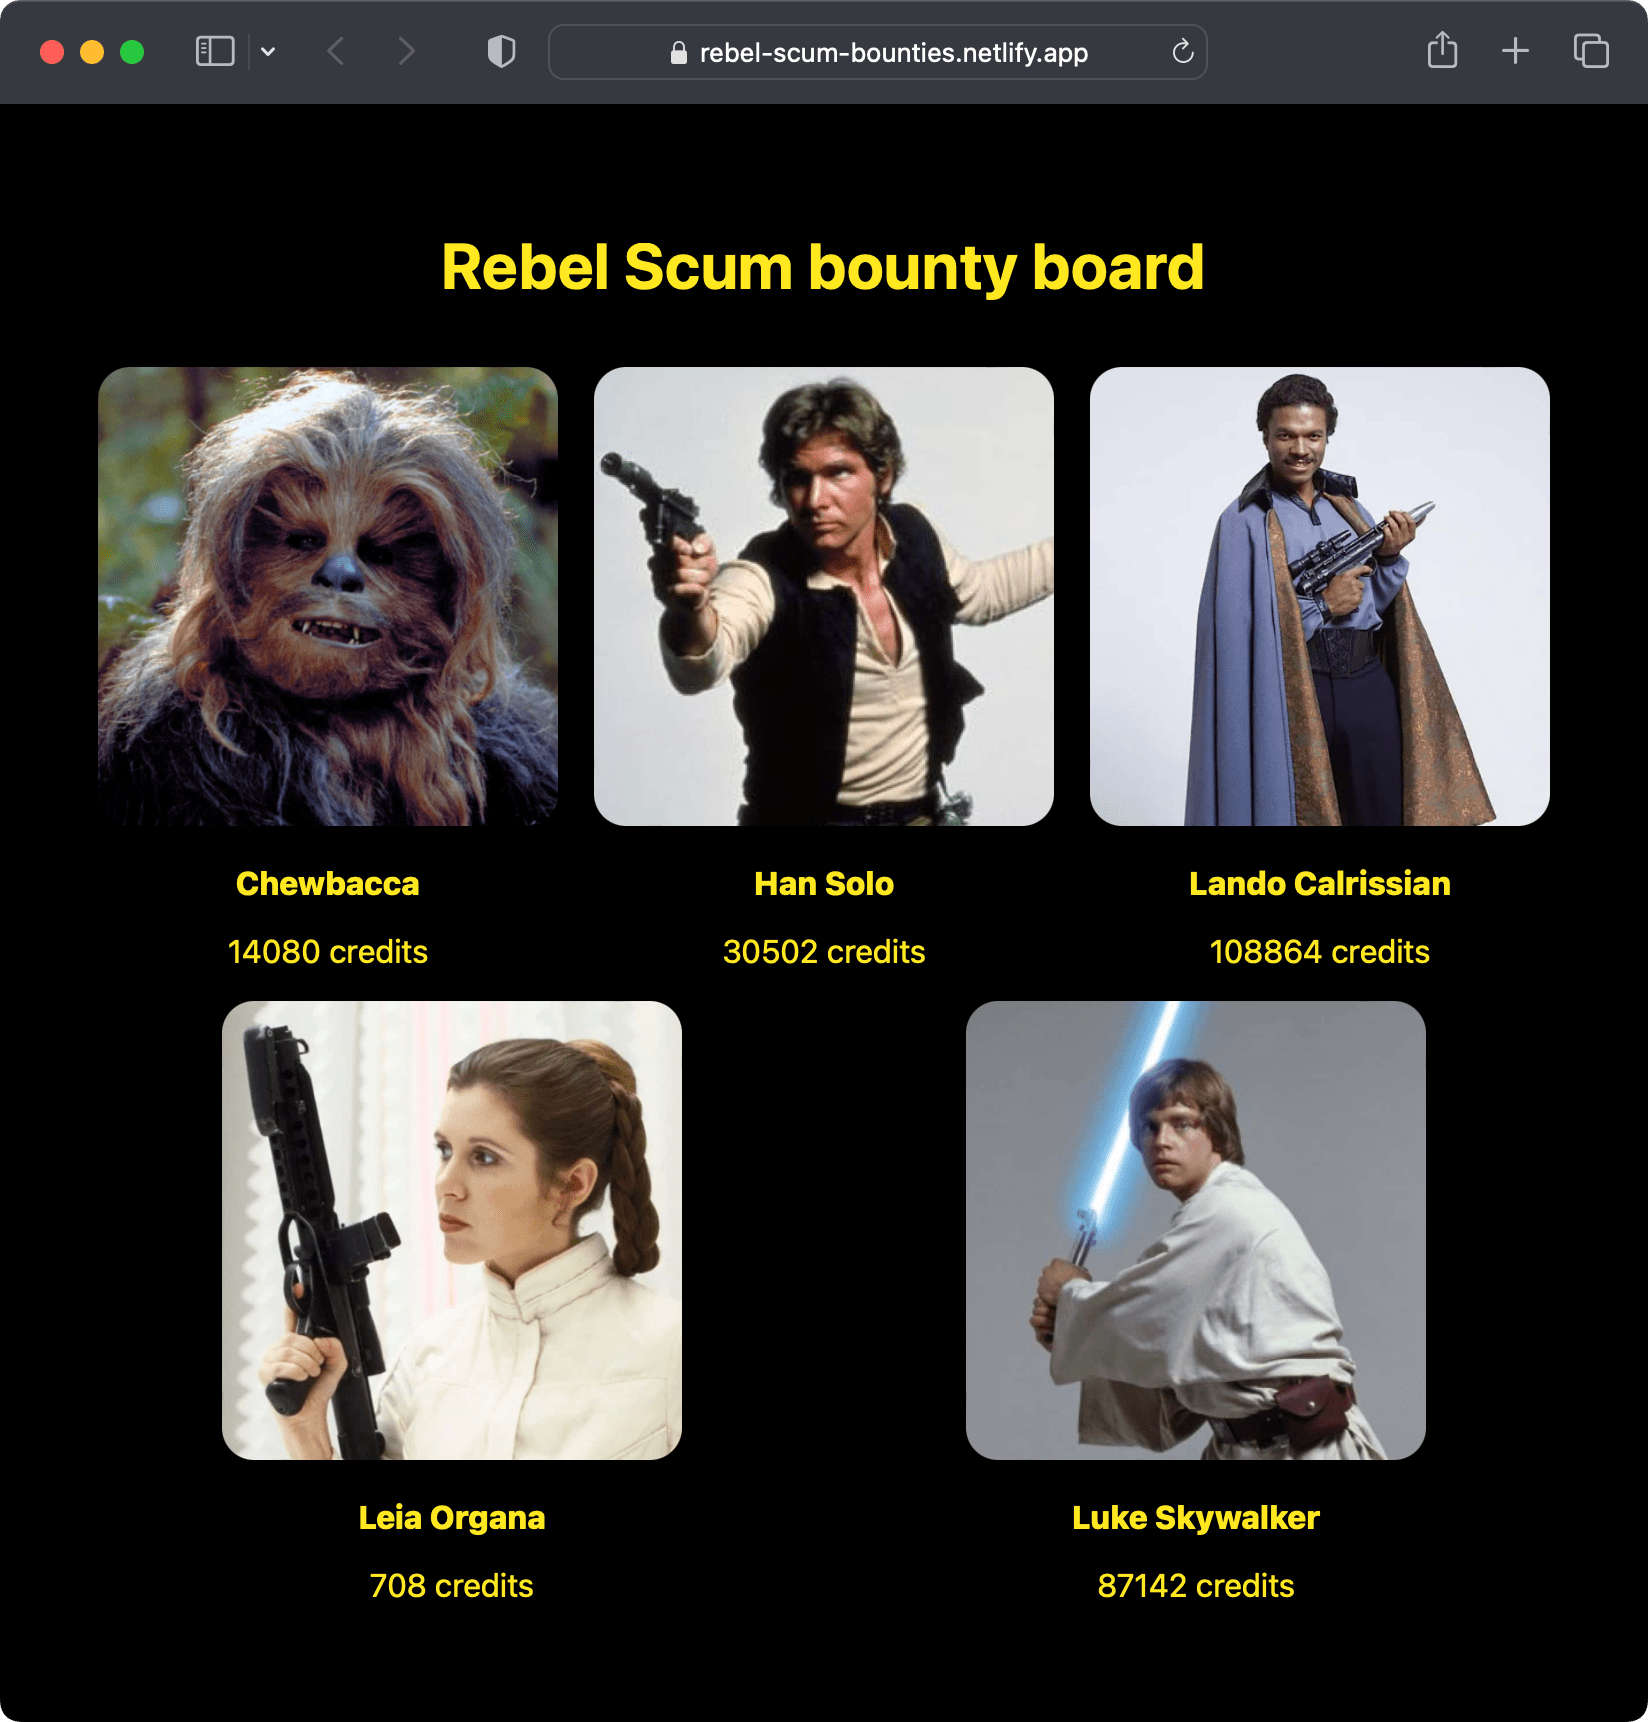 rebel-scum-bounties.netlify.app
Rebel Scum bounty board
Chewbacca
14080 credits
Han Solo
30502 credits
Lando Calrissian
108864 credits
Leia Organa
708 credits
Luke Skywalker
87142 credits